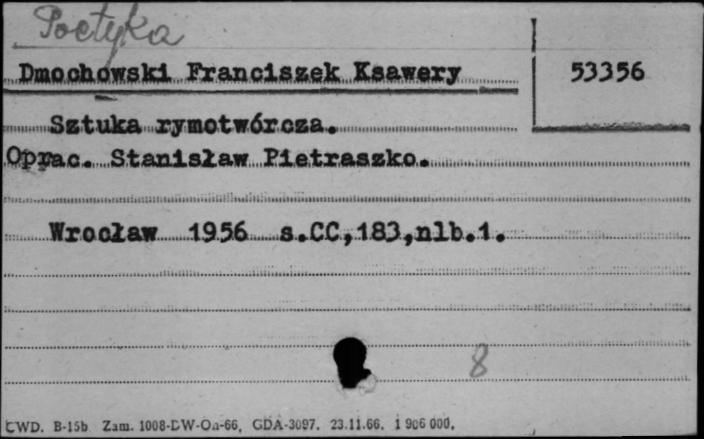 Poetyka
Dmochowski Franciszek Ksawery 53356
Sztuka rymotwórcza.
Oprac. Stanisław Pietraszko.
Wrocław 1956 s.CC,183,nlb.1.
8
CWD. B-15b Zam. 1008-DW-Oa-66, GDA-3097. 23.11.66. 1 906 000.